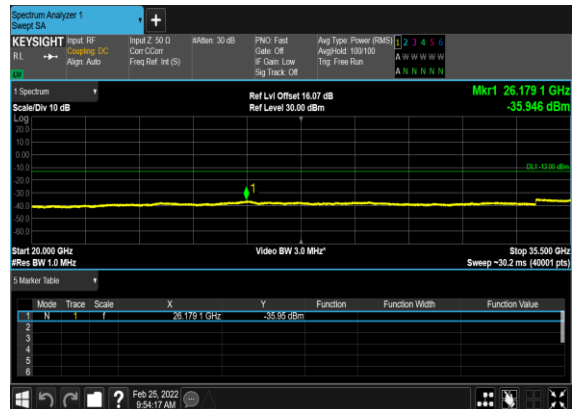 Spectrum Analyzer 1
Swept SA
+
KEYSIGHT Input: RF Input Z: 50 Ω #Atten: 30 dB PNO: Fast Avg Type: Power (RMS) 1 2 3 4 5 6
RL Coupling: DC Corr CCorr Gate: Off Avg|Hold: 100/100 A W W W W W
Align: Auto Freq Ref: Int (S) IF Gain: Low Trig: Free Run
Sig Track: Off A N N N N N
1 Spectrum
Scale/Div 10 dB
Ref Lvl Offset 16.07 dB
Ref Level 30.00 dBm
Mkr1 26.179 1 GHz
-35.946 dBm
Log
20.0
10.0
0.00
-10.0
DL1 -13.00 dBm
-20.0
-30.0
1
-40.0
-50.0
-60.0
Start 20.000 GHz Video BW 3.0 MHz* Stop 35.500 GHz
#Res BW 1.0 MHz Sweep ~30.2 ms (40001 pts)
5 Marker Table
Mode Trace Scale X Y Function Function Width Function Value
1 N 1 f 26.179 1 GHz -35.95 dBm
2
3
4
5
6
? Feb 25, 2022
9:54:17 AM